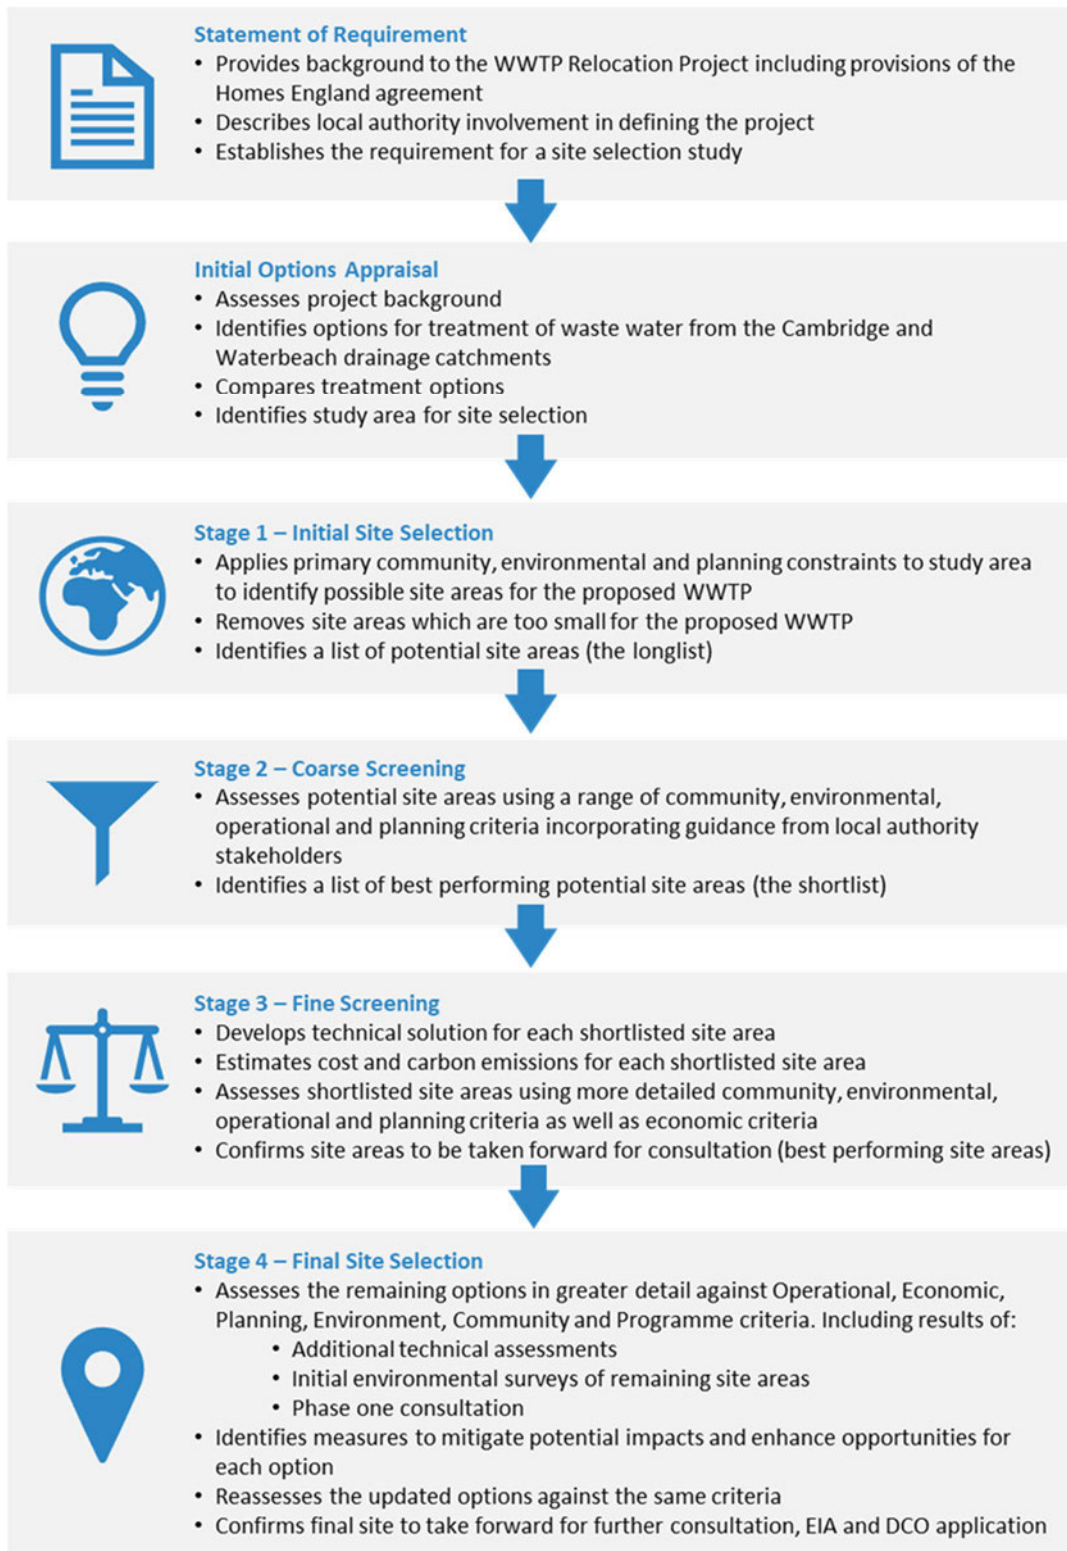 Statement of Requirement
• Provides background to the WWTP Relocation Project including provisions of the
Homes England agreement
• Describes local authority involvement in defining the project
• Establishes the requirement for a site selection study
Initial Options Appraisal
• Assesses project background
• Identifies options for treatment of waste water from the Cambridge and
Waterbeach drainage catchments
• Compares treatment options
• Identifies study area for site selection
Stage 1 – Initial Site Selection
• Applies primary community, environmental and planning constraints to study area
to identify possible site areas for the proposed WWTP
• Removes site areas which are too small for the proposed WWTP
• Identifies a list of potential site areas (the longlist)
Stage 2 – Coarse Screening
• Assesses potential site areas using a range of community, environmental,
operational and planning criteria incorporating guidance from local authority
stakeholders
• Identifies a list of best performing potential site areas (the shortlist)
Stage 3 – Fine Screening
• Develops technical solution for each shortlisted site area
• Estimates cost and carbon emissions for each shortlisted site area
• Assesses shortlisted site areas using more detailed community, environmental,
operational and planning criteria as well as economic criteria
• Confirms site areas to be taken forward for consultation (best performing site areas)
Stage 4 – Final Site Selection
• Assesses the remaining options in greater detail against Operational, Economic,
Planning, Environment, Community and Programme criteria. Including results of:
• Additional technical assessments
• Initial environmental surveys of remaining site areas
• Phase one consultation
• Identifies measures to mitigate potential impacts and enhance opportunities for
each option
• Reassesses the updated options against the same criteria
• Confirms final site to take forward for further consultation, EIA and DCO application